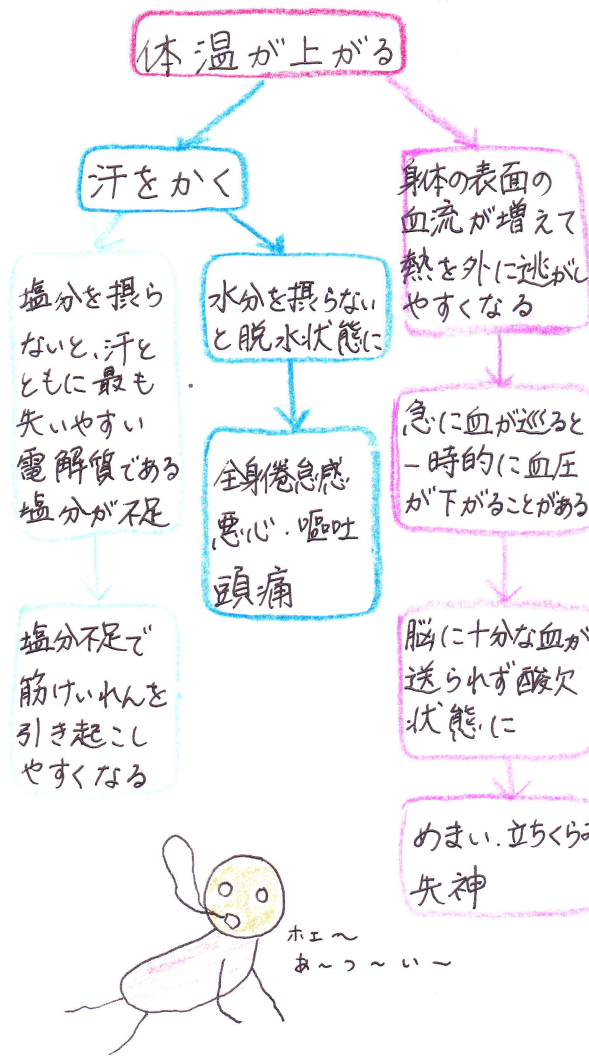 体温が上がる
汗をかく
塩分を摂ら
ないと、汗と
ともに最も
失いやすい
電解質である
塩分が不足
塩分不足で
筋けいれんを
引き起こし
やすくなる
水分を摂らない
と脱水状態に
全身倦怠感
悪心・嘔吐
頭痛
身体の表面の
血流が増えて
熱を外に逃がし
やすくなる
急に血が巡ると
一時的に血圧
が下がることがある
脳に十分な血が
送られず酸欠
状態に
めまい、立ちくらみ
失神
ホエ〜
あ〜つ〜い〜